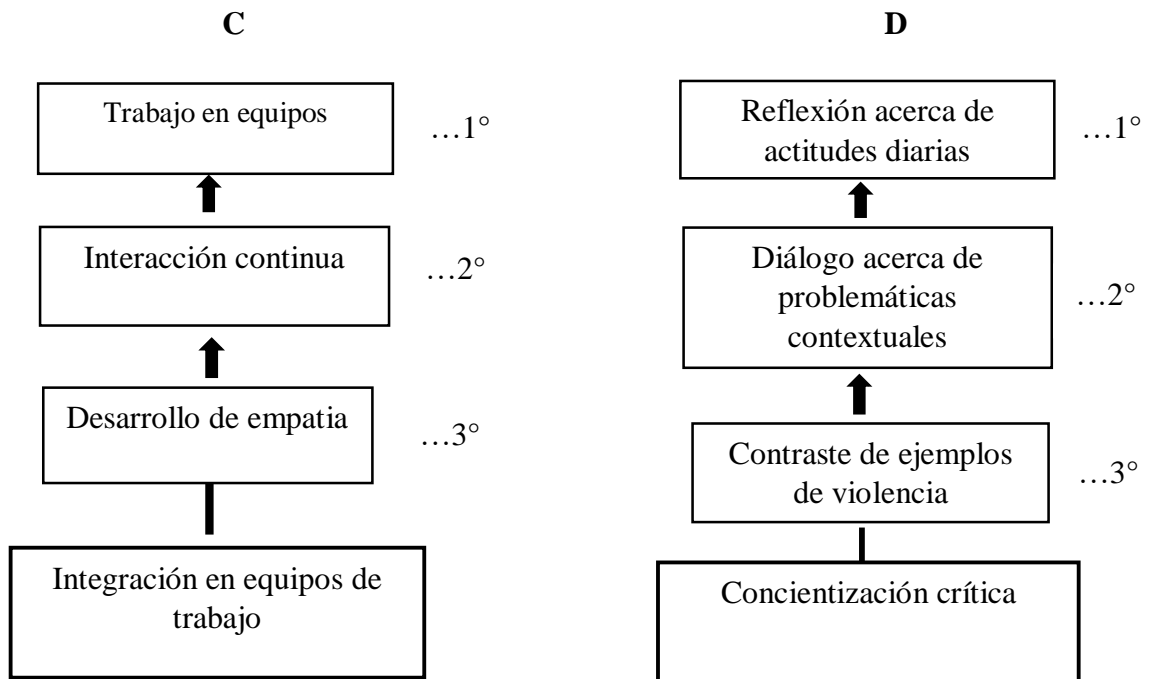 C
Trabajo en equipos
…1°
Interacción continua
…2°
Desarrollo de empatia
…3°
Integración en equipos de
trabajo
D
Reflexión acerca de
actitudes diarias
…1°
Diálogo acerca de
problemáticas
contextuales
…2°
Contraste de ejemplos
de violencia
…3°
Concientización crítica